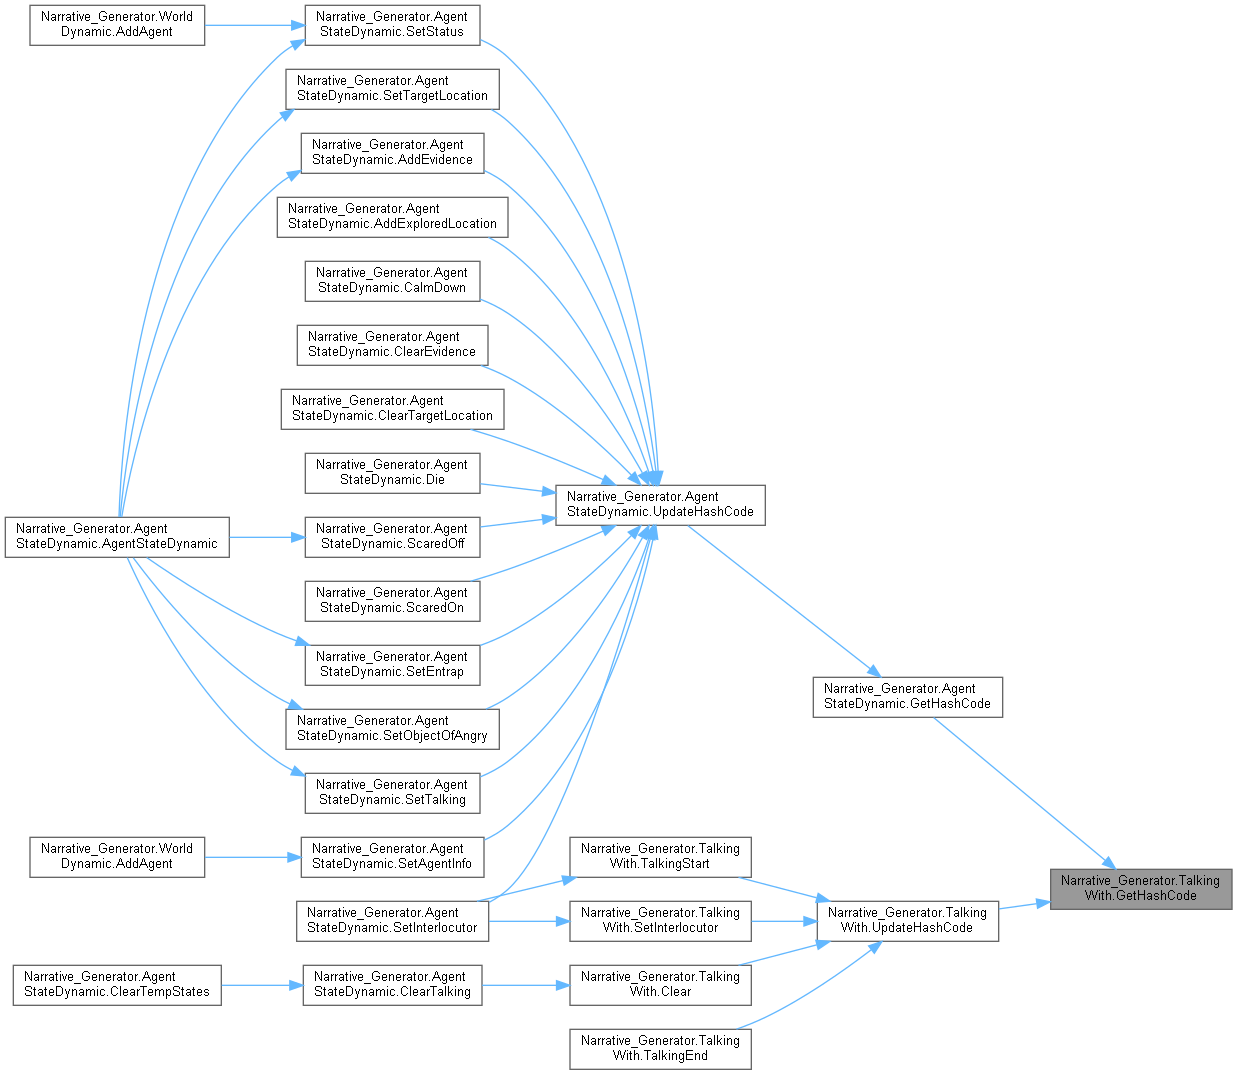 Narrative_Generator.World
Dynamic.AddAgent
Narrative_Generator.Agent
StateDynamic.SetStatus
Narrative_Generator.Agent
StateDynamic.SetTargetLocation
Narrative_Generator.Agent
StateDynamic.AddEvidence
Narrative_Generator.Agent
StateDynamic.AddExploredLocation
Narrative_Generator.Agent
StateDynamic.CalmDown
Narrative_Generator.Agent
StateDynamic.ClearEvidence
Narrative_Generator.Agent
StateDynamic.ClearTargetLocation
Narrative_Generator.Agent
StateDynamic.Die
Narrative_Generator.Agent
StateDynamic.UpdateHashCode
Narrative_Generator.Agent
StateDynamic.AgentStateDynamic
Narrative_Generator.Agent
StateDynamic.ScaredOff
Narrative_Generator.Agent
StateDynamic.ScaredOn
Narrative_Generator.Agent
StateDynamic.SetEntrap
Narrative_Generator.Agent
StateDynamic.GetHashCode
Narrative_Generator.Agent
StateDynamic.SetObjectOfAngry
Narrative_Generator.Agent
StateDynamic.SetTalking
Narrative_Generator.World
Dynamic.AddAgent
Narrative_Generator.Agent
StateDynamic.SetAgentInfo
Narrative_Generator.Talking
With.TalkingStart
Narrative_Generator.Talking
With.GetHashCode
Narrative_Generator.Agent
StateDynamic.SetInterlocutor
Narrative_Generator.Talking
With.SetInterlocutor
Narrative_Generator.Talking
With.UpdateHashCode
Narrative_Generator.Agent
StateDynamic.ClearTempStates
Narrative_Generator.Agent
StateDynamic.ClearTalking
Narrative_Generator.Talking
With.Clear
Narrative_Generator.Talking
With.TalkingEnd